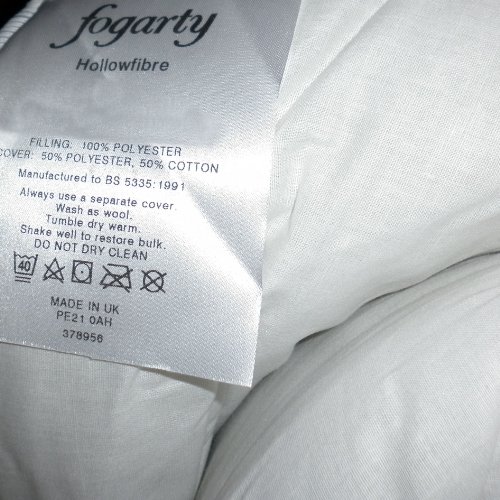 fogarty
Hollowfibre
FILLING: 100% POLYESTER
COVER: 50% POLYESTER, 50% COTTON
Manufactured to BS 5335:1991
Always use a separate cover.
Wash as wool.
Tumble dry warm.
Shake well to restore bulk.
DO NOT DRY CLEAN
40
MADE IN UK
PE21 0AH
378956